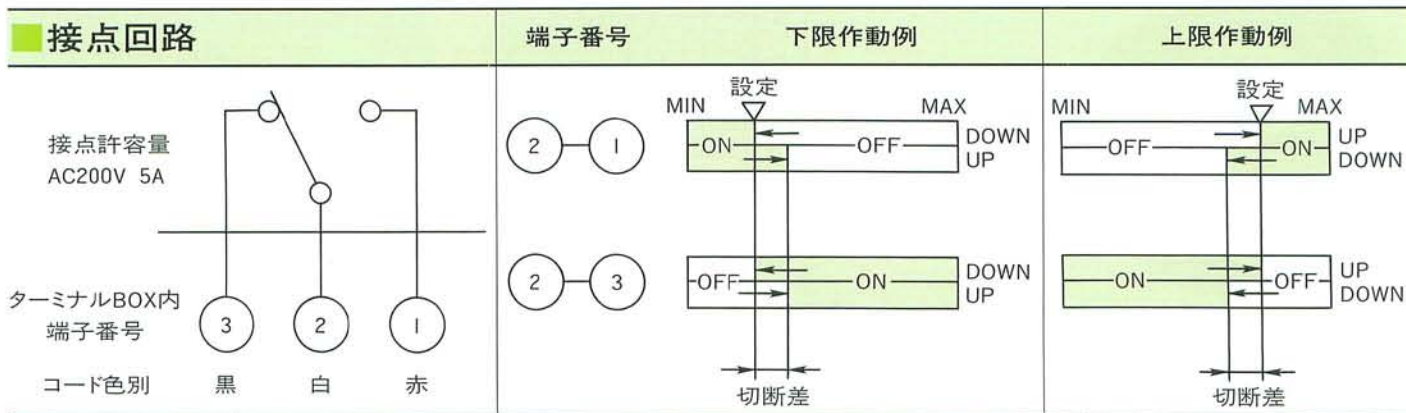 接点回路
端子番号
下限作動例
上限作動例
接点許容量
AC200V 5A
ターミナルBOX内
端子番号
3
2
1
コード色別
黒
白
赤
2
1
MIN
設定
MAX
ON
OFF
DOWN
UP
2
3
OFF
ON
DOWN
UP
切断差
MIN
設定
MAX
OFF
ON
UP
DOWN
ON
OFF
UP
DOWN
切断差